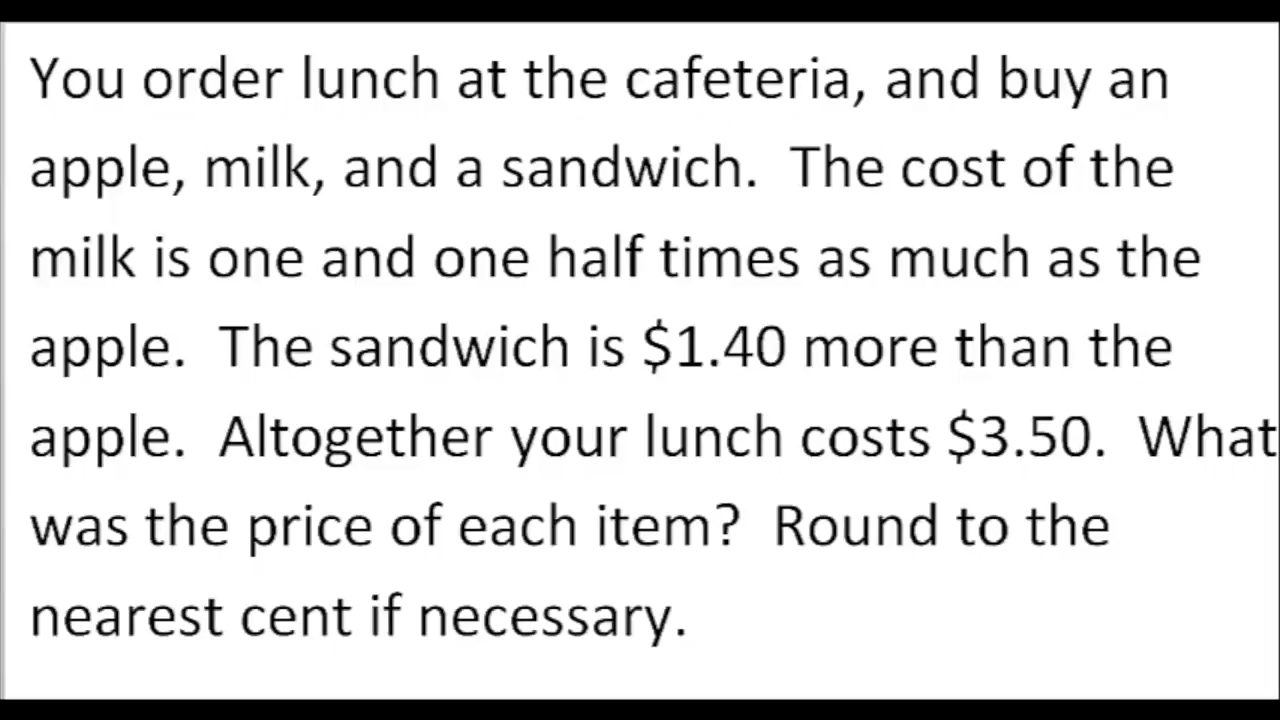 You order lunch at the cafeteria, and buy an
apple, milk, and a sandwich.  The cost of the
milk is one and one half times as much as the
apple.  The sandwich is $1.40 more than the
apple.  Altogether your lunch costs $3.50.  What
was the price of each item?  Round to the
nearest cent if necessary.